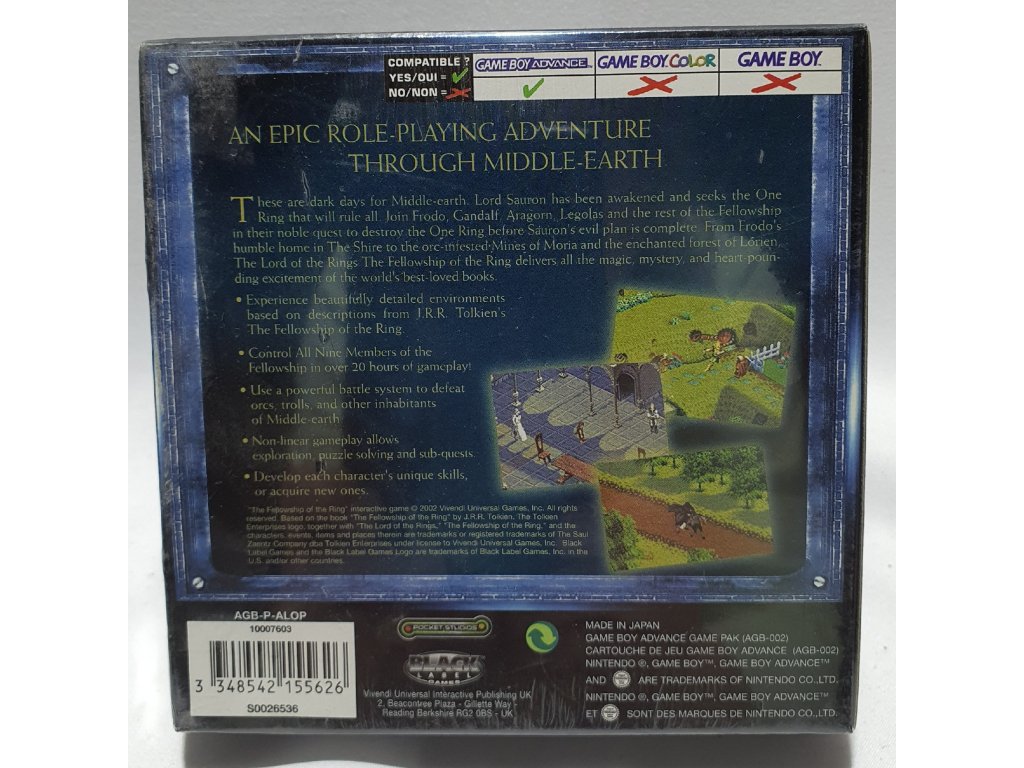 COMPATIBLE ?
YES/OUI =
NO/NON =
GAME BOY ADVANCE™
GAME BOY COLOR
GAME BOY
AN EPIC ROLE-PLAYING ADVENTURE
THROUGH MIDDLE-EARTH
These are dark days for Middle-earth. Lord Sauron has been awakened and seeks the One
Ring that will rule all. Join Frodo, Gandalf, Aragorn, Legolas and the rest of the Fellowship
in their noble quest to destroy the One Ring before Sauron's evil plan is complete. From Frodo's
humble home in The Shire to the orc-infested Mines of Moria and the enchanted forest of Lórien,
The Lord of the Rings The Fellowship of the Ring delivers all the magic, mystery, and heart-poun-
ding excitement of the world's best-loved books.
• Experience beautifully detailed environments
based on descriptions from J.R.R. Tolkien's
The Fellowship of the Ring.
• Control All Nine Members of the
Fellowship in over 20 hours of gameplay!
• Use a powerful battle system to defeat
orcs, trolls, and other inhabitants
of Middle-earth
• Non-linear gameplay allows
exploration, puzzle solving and sub-quests.
• Develop each character's unique skills,
or acquire new ones.
"The Fellowship of the Ring" interactive game © 2002 Vivendi Universal Games, Inc. All rights
reserved. Based on the book "The Fellowship of the Ring" by J.R.R. Tolkien. The Tolkien
Enterprises logo, together with "The Lord of the Rings," "The Fellowship of the Ring," and the
characters, events, items and places therein are trademarks or registered trademarks of The Saul
Zaentz Company dba Tolkien Enterprises under license to Vivendi Universal Games, Inc. Black
Label Games and the Black Label Games Logo are trademarks of Black Label Games, Inc. in the
U.S. and/or other countries.
AGB-P-ALOP
10007603
3 348542 155626
S0026536
POCKET STUDIOS
BLACK
LABEL
GAMES
Vivendi Universal Interactive Publishing UK
2, Beacontree Plaza - Gillette Way -
Reading Berkshire RG2 0BS - UK
MADE IN JAPAN
GAME BOY ADVANCE GAME PAK (AGB-002)
CARTOUCHE DE JEU GAME BOY ADVANCE (AGB-002)
NINTENDO ®, GAME BOY™, GAME BOY ADVANCE™
AND ARE TRADEMARKS OF NINTENDO CO.,LTD.
NINTENDO ®, GAME BOY™, GAME BOY ADVANCE™
ET SONT DES MARQUES DE NINTENDO CO.,LTD.